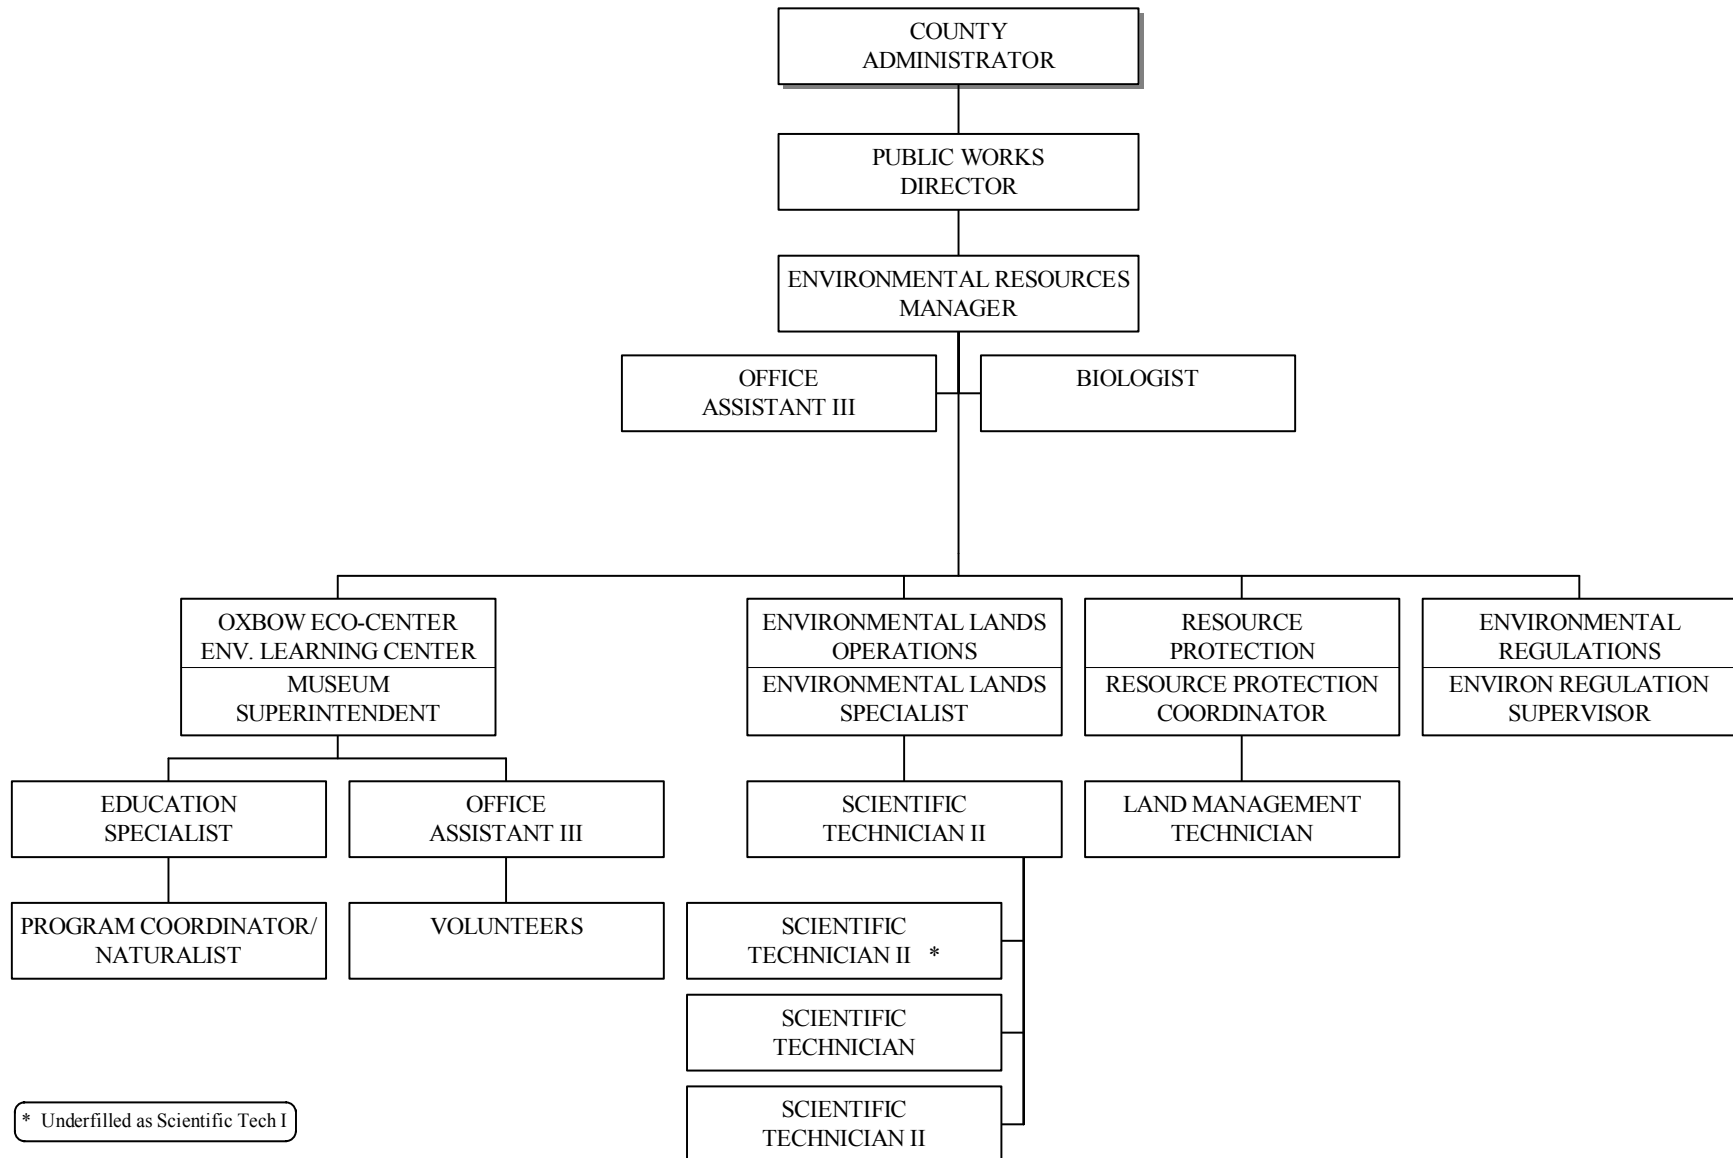 COUNTY
ADMINISTRATOR
PUBLIC WORKS
DIRECTOR
ENVIRONMENTAL RESOURCES
MANAGER
OFFICE
ASSISTANT III
BIOLOGIST
OXBOW ECO-CENTER
ENV. LEARNING CENTER
MUSEUM
SUPERINTENDENT
ENVIRONMENTAL LANDS
OPERATIONS
ENVIRONMENTAL LANDS
SPECIALIST
RESOURCE
PROTECTION
RESOURCE PROTECTION
COORDINATOR
ENVIRONMENTAL
REGULATIONS
ENVIRON REGULATION
SUPERVISOR
EDUCATION
SPECIALIST
OFFICE
ASSISTANT III
SCIENTIFIC
TECHNICIAN II
LAND MANAGEMENT
TECHNICIAN
PROGRAM COORDINATOR/
NATURALIST
VOLUNTEERS
SCIENTIFIC
TECHNICIAN II *
SCIENTIFIC
TECHNICIAN
SCIENTIFIC
TECHNICIAN II
* Underfilled as Scientific Tech I